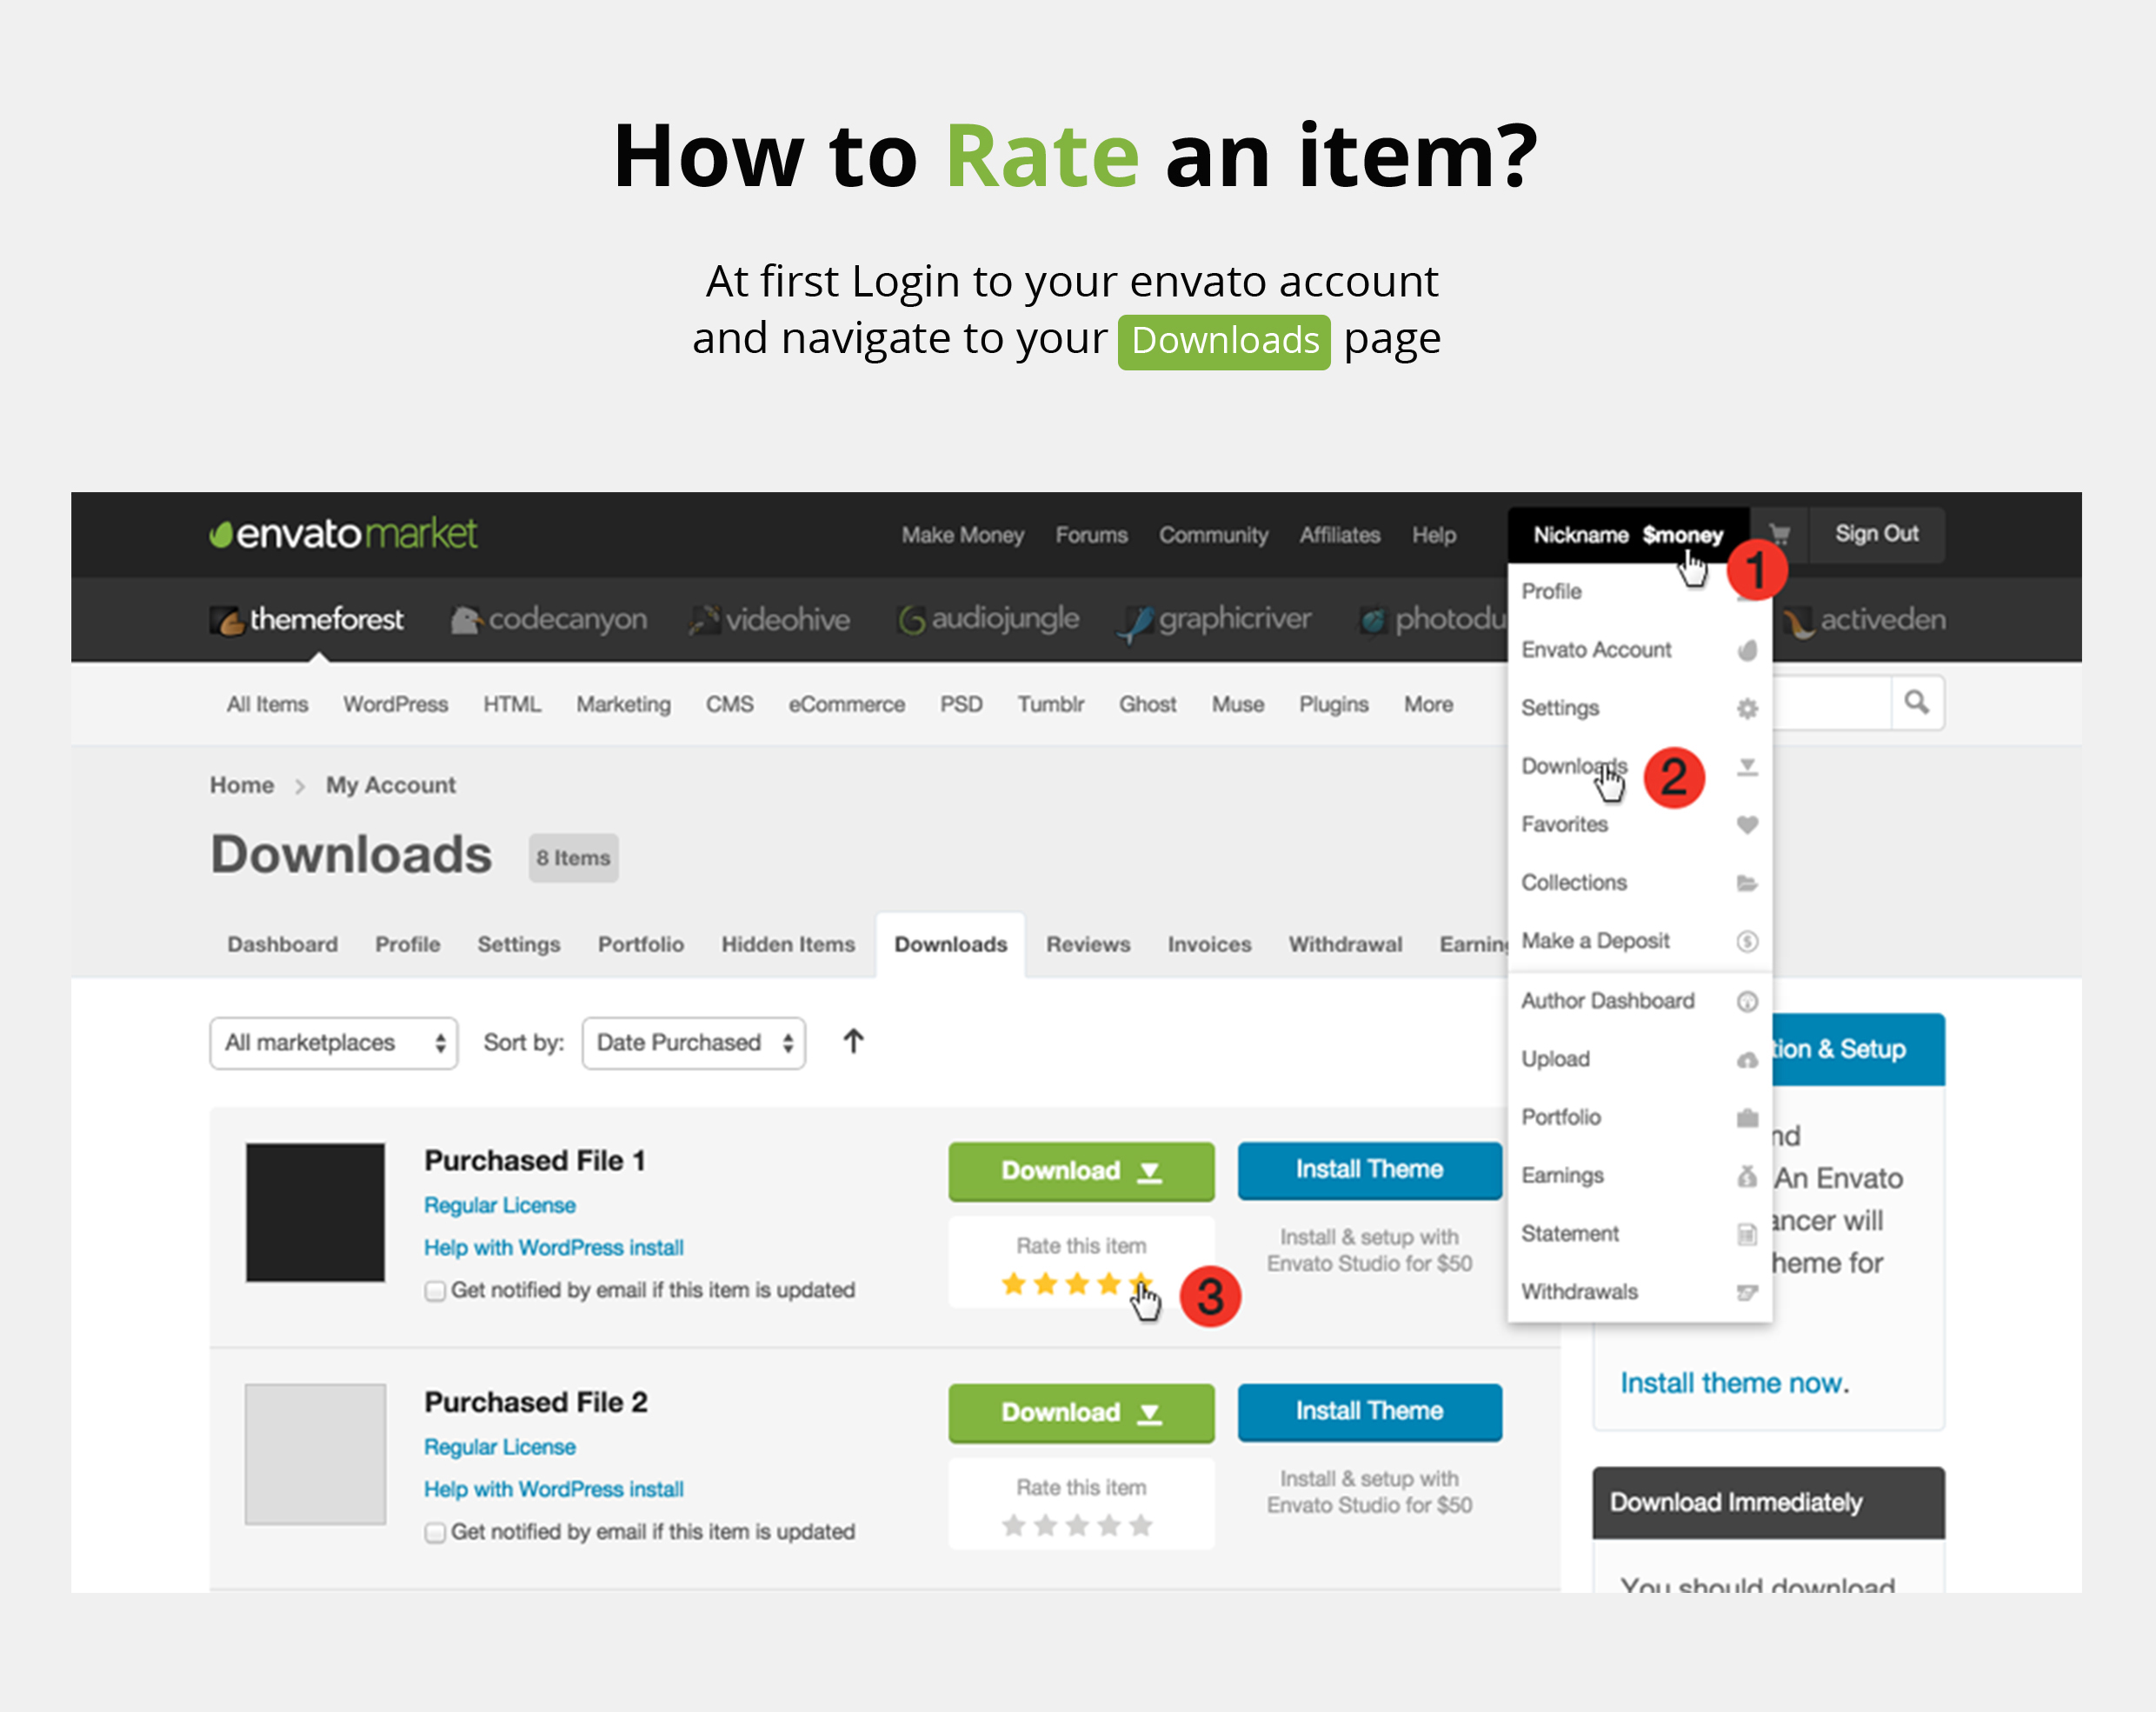 How to Rate an item?
At first Login to your envato account
and navigate to your Downloads page
envatomarket
Make Money
Forums
Community
Affiliates
Help
Nickname $money
Sign Out
1
themeforest
codecanyon
videohive
audiojungle
graphicriver
photodu
activeden
All Items
WordPress
HTML
Marketing
CMS
eCommerce
PSD
Tumblr
Ghost
Muse
Plugins
More
Profile
Envato Account
Settings
Downloads
2
Favorites
Collections
Make a Deposit
Author Dashboard
Upload
Portfolio
Earnings
Statement
Withdrawals
Home > My Account
Downloads
8 Items
Dashboard
Profile
Settings
Portfolio
Hidden Items
Downloads
Reviews
Invoices
Withdrawal
Earning
All marketplaces
Sort by:
Date Purchased
Purchased File 1
Regular License
Help with WordPress install
Get notified by email if this item is updated
Download
Rate this item
3
Install Theme
Install & setup with
Envato Studio for $50
Purchased File 2
Regular License
Help with WordPress install
Get notified by email if this item is updated
Download
Rate this item
Install Theme
Install & setup with
Envato Studio for $50
tion & Setup
nd
An Envato
ancer will
heme for
Install theme now.
Download Immediately
You should download